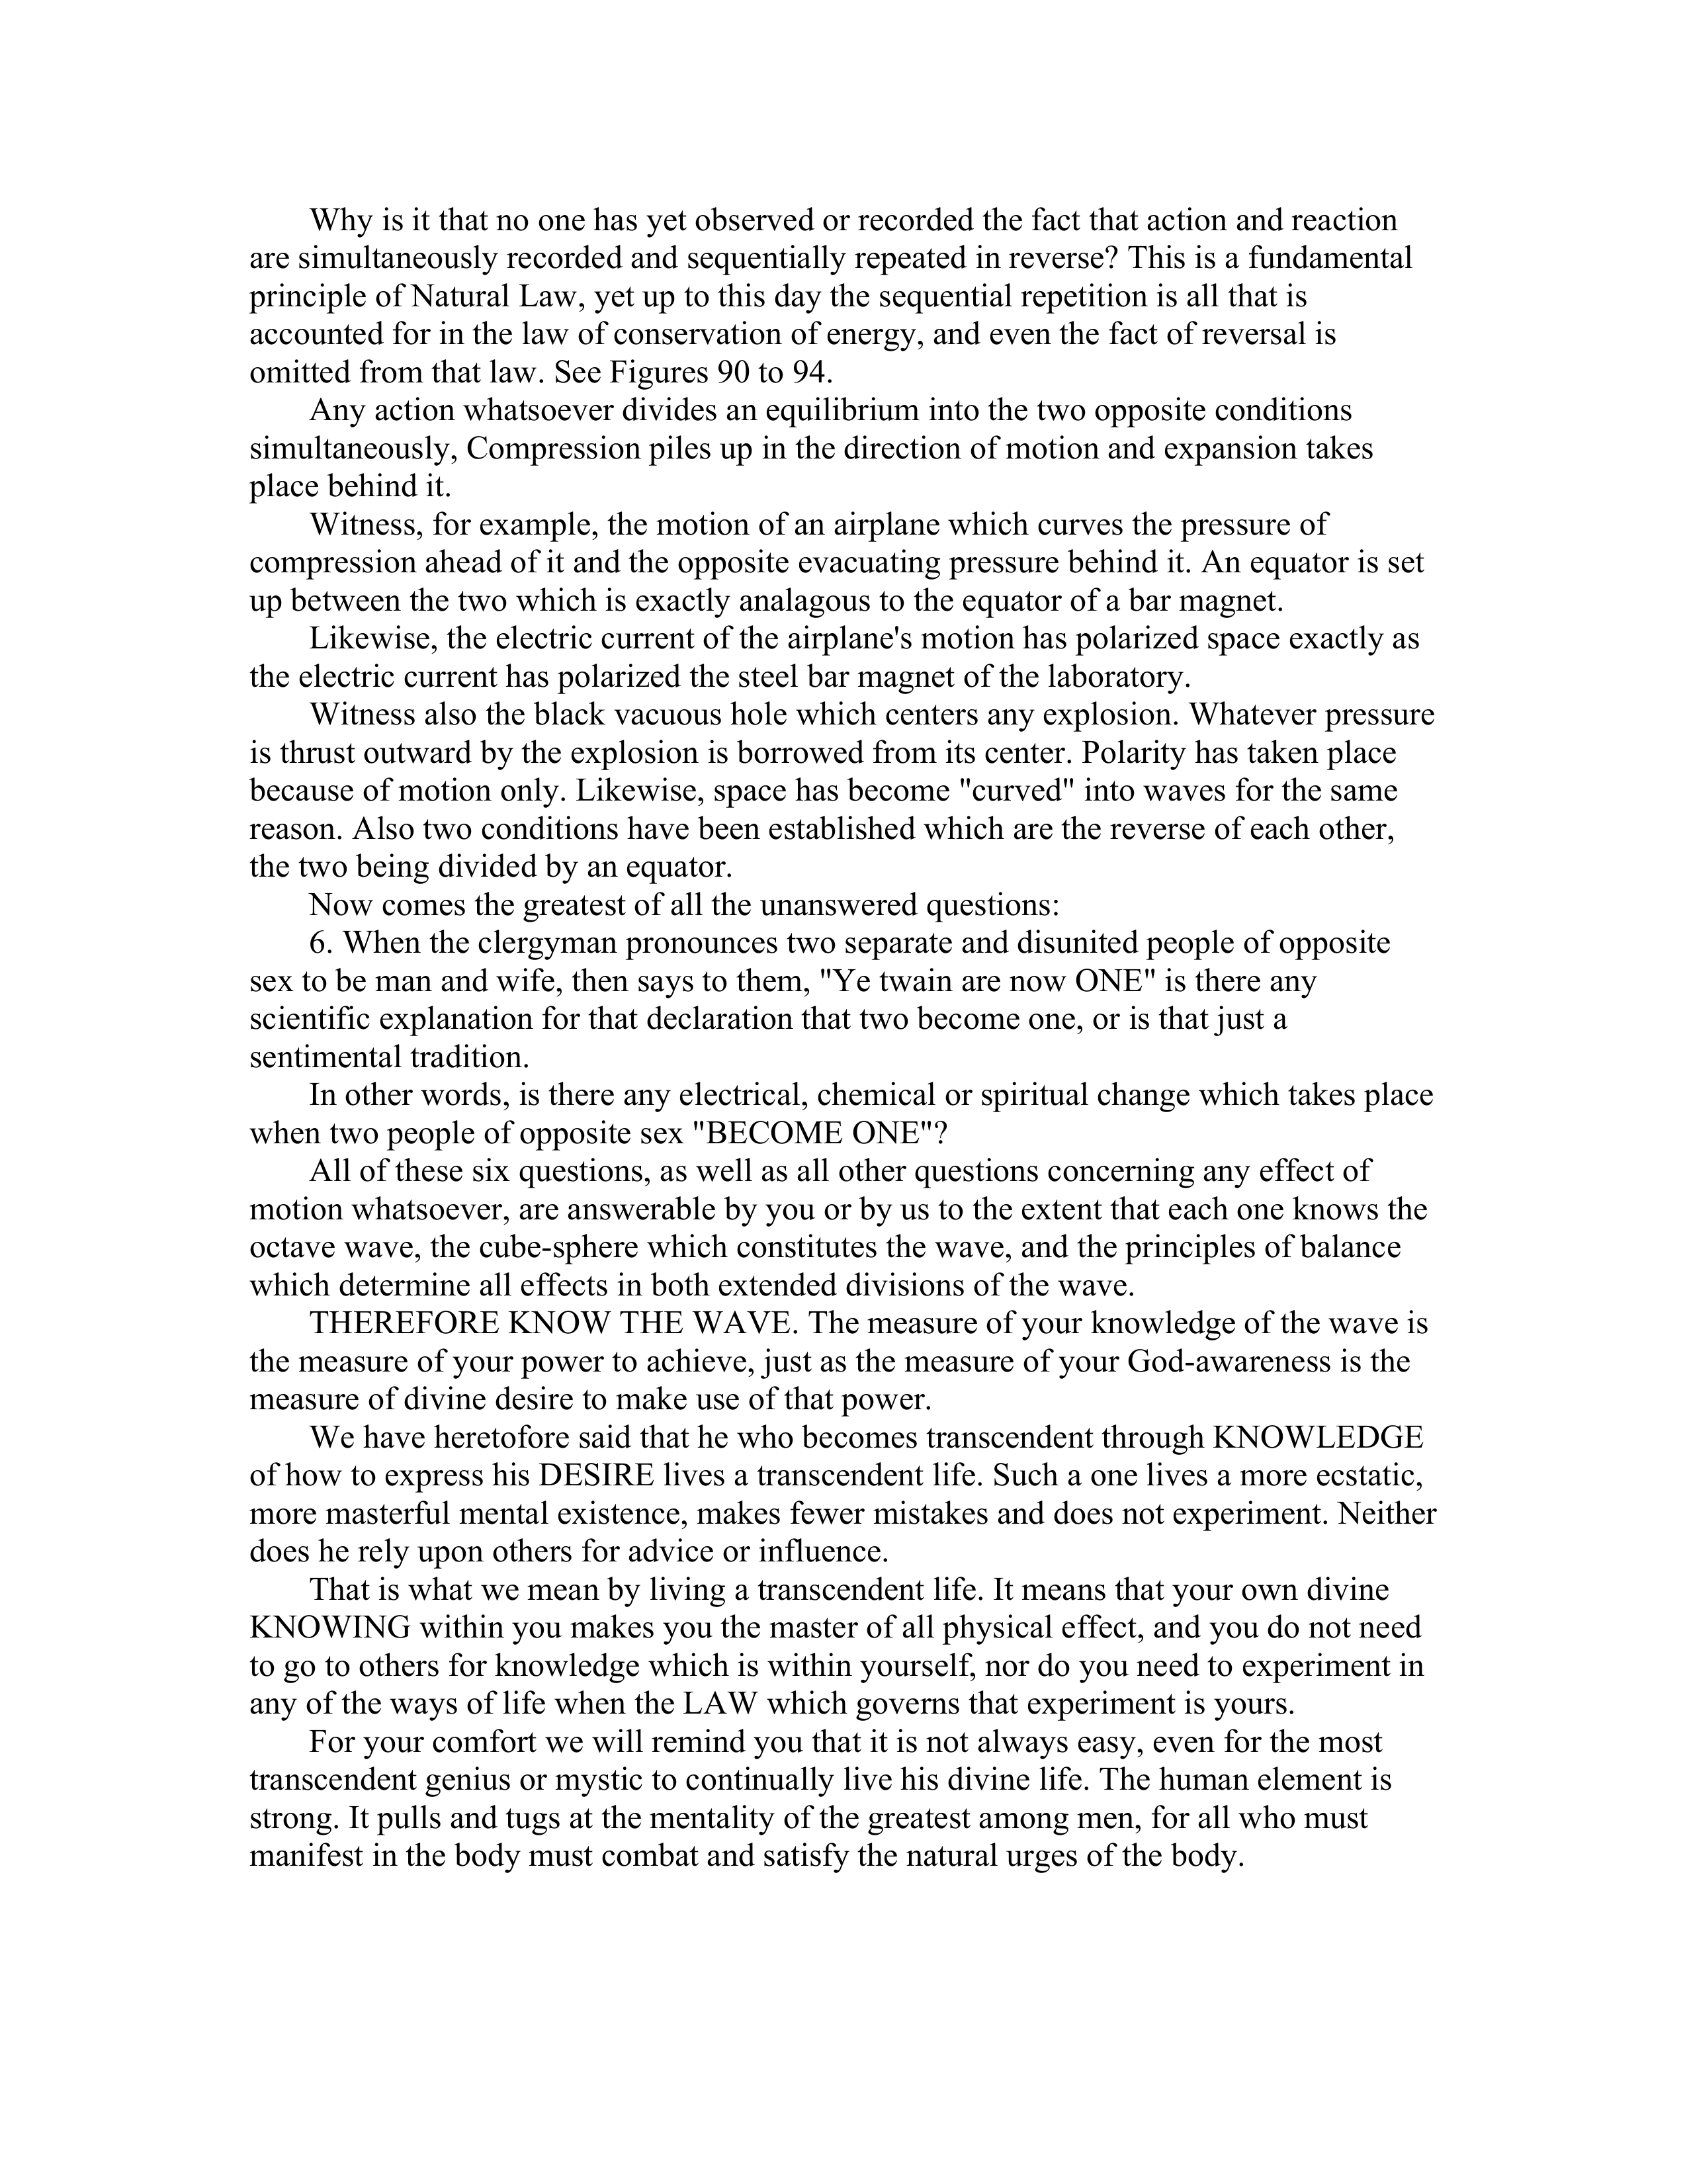 Why is it that no one has yet observed or recorded the fact that action and reaction
are simultaneously recorded and sequentially repeated in reverse? This is a fundamental
principle of Natural Law, yet up to this day the sequential repetition is all that is
accounted for in the law of conservation of energy, and even the fact of reversal is
omitted from that law. See Figures 90 to 94.
Any action whatsoever divides an equilibrium into the two opposite conditions
simultaneously, Compression piles up in the direction of motion and expansion takes
place behind it.
Witness, for example, the motion of an airplane which curves the pressure of
compression ahead of it and the opposite evacuating pressure behind it. An equator is set
up between the two which is exactly analagous to the equator of a bar magnet.
Likewise, the electric current of the airplane's motion has polarized space exactly as
the electric current has polarized the steel bar magnet of the laboratory.
Witness also the black vacuous hole which centers any explosion. Whatever pressure
is thrust outward by the explosion is borrowed from its center. Polarity has taken place
because of motion only. Likewise, space has become "curved" into waves for the same
reason. Also two conditions have been established which are the reverse of each other,
the two being divided by an equator.
Now comes the greatest of all the unanswered questions:
6. When the clergyman pronounces two separate and disunited people of opposite
sex to be man and wife, then says to them, "Ye twain are now ONE" is there any
scientific explanation for that declaration that two become one, or is that just a
sentimental tradition.
In other words, is there any electrical, chemical or spiritual change which takes place
when two people of opposite sex "BECOME ONE"?
All of these six questions, as well as all other questions concerning any effect of
motion whatsoever, are answerable by you or by us to the extent that each one knows the
octave wave, the cube-sphere which constitutes the wave, and the principles of balance
which determine all effects in both extended divisions of the wave.
THEREFORE KNOW THE WAVE. The measure of your knowledge of the wave is
the measure of your power to achieve, just as the measure of your God-awareness is the
measure of divine desire to make use of that power.
We have heretofore said that he who becomes transcendent through KNOWLEDGE
of how to express his DESIRE lives a transcendent life. Such a one lives a more ecstatic,
more masterful mental existence, makes fewer mistakes and does not experiment. Neither
does he rely upon others for advice or influence.
That is what we mean by living a transcendent life. It means that your own divine
KNOWING within you makes you the master of all physical effect, and you do not need
to go to others for knowledge which is within yourself, nor do you need to experiment in
any of the ways of life when the LAW which governs that experiment is yours.
For your comfort we will remind you that it is not always easy, even for the most
transcendent genius or mystic to continually live his divine life. The human element is
strong. It pulls and tugs at the mentality of the greatest among men, for all who must
manifest in the body must combat and satisfy the natural urges of the body.